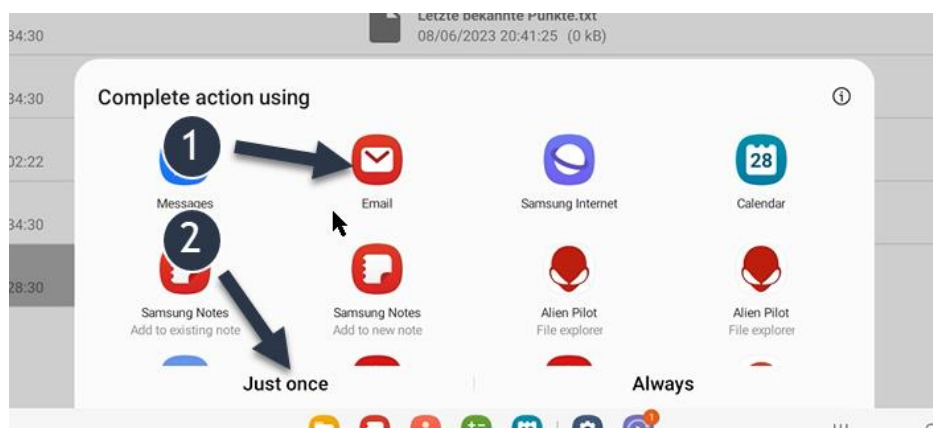 Letzte bekannte Punkte.txt
34:30
08/06/2023 20:41:25 (0 kB)
Complete action using
34:30
1
28
02:22
Messages
Email
Samsung Internet
Calendar
34:30
2
28:30
Samsung Notes
Samsung Notes
Alien Pilot
Alien Pilot
Add to existing note
Add to new note
File explorer
File explorer
Just once
Always
1